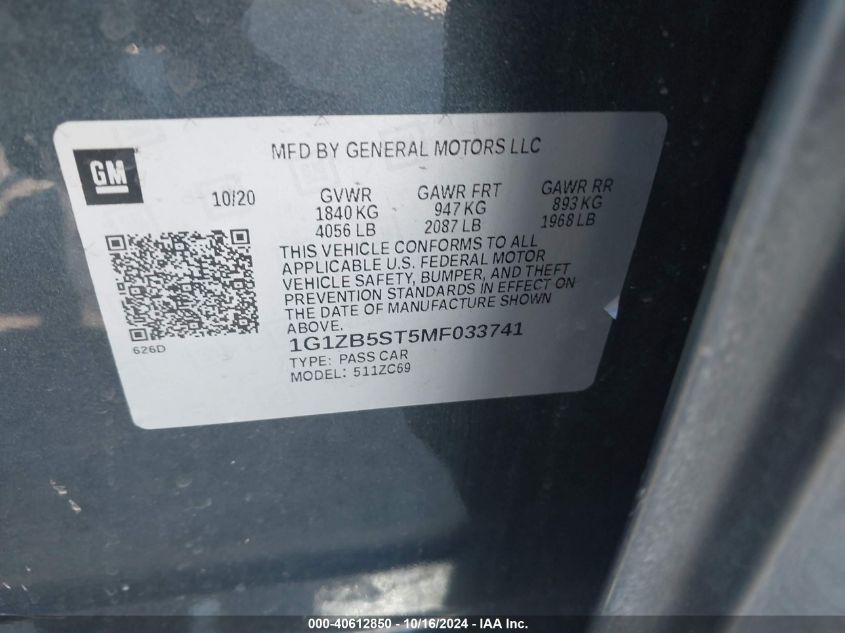 MFD BY GENERAL MOTORS LLC
GM
10/20
GVWR GAWR FRT GAWR RR
1840 KG 947 KG 893 KG
4056 LB 2087 LB 1968 LB
THIS VEHICLE CONFORMS TO ALL
APPLICABLE U.S. FEDERAL MOTOR
VEHICLE SAFETY, BUMPER, AND THEFT
PREVENTION STANDARDS IN EFFECT ON
THE DATE OF MANUFACTURE SHOWN
ABOVE.
626D
1G1ZB5ST5MF033741
TYPE: PASS CAR
MODEL: 511ZC69
000-40612850 - 10/16/2024 - IAA Inc.